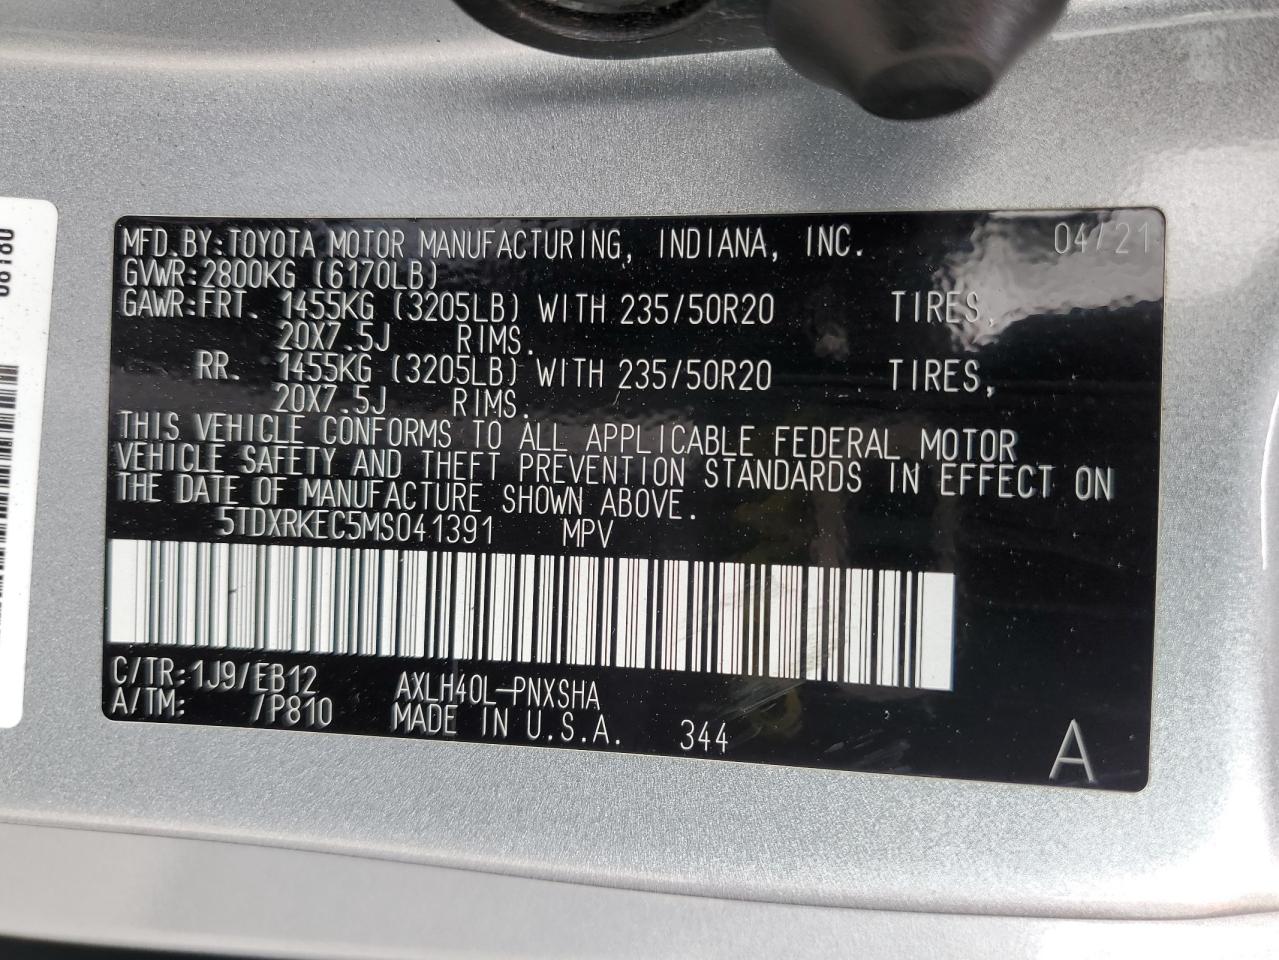 08180
MFD.BY:TOYOTA MOTOR MANUFACTURING, INDIANA, INC. 04/21
GVWR:2800KG (6170LB)
GAWR:FRT. 1455KG (3205LB) WITH 235/50R20 TIRES,
20X7.5J RIMS.
RR. 1455KG (3205LB) WITH 235/50R20 TIRES,
20X7.5J RIMS.
THIS VEHICLE CONFORMS TO ALL APPLICABLE FEDERAL MOTOR
VEHICLE SAFETY AND THEFT PREVENTION STANDARDS IN EFFECT ON
THE DATE OF MANUFACTURE SHOWN ABOVE.
5TDXRKEC5MS041391 MPV
C/TR:1J9/EB12 AXLH40L-PNXSHA
A/TM: /P810 MADE IN U.S.A. 344 A